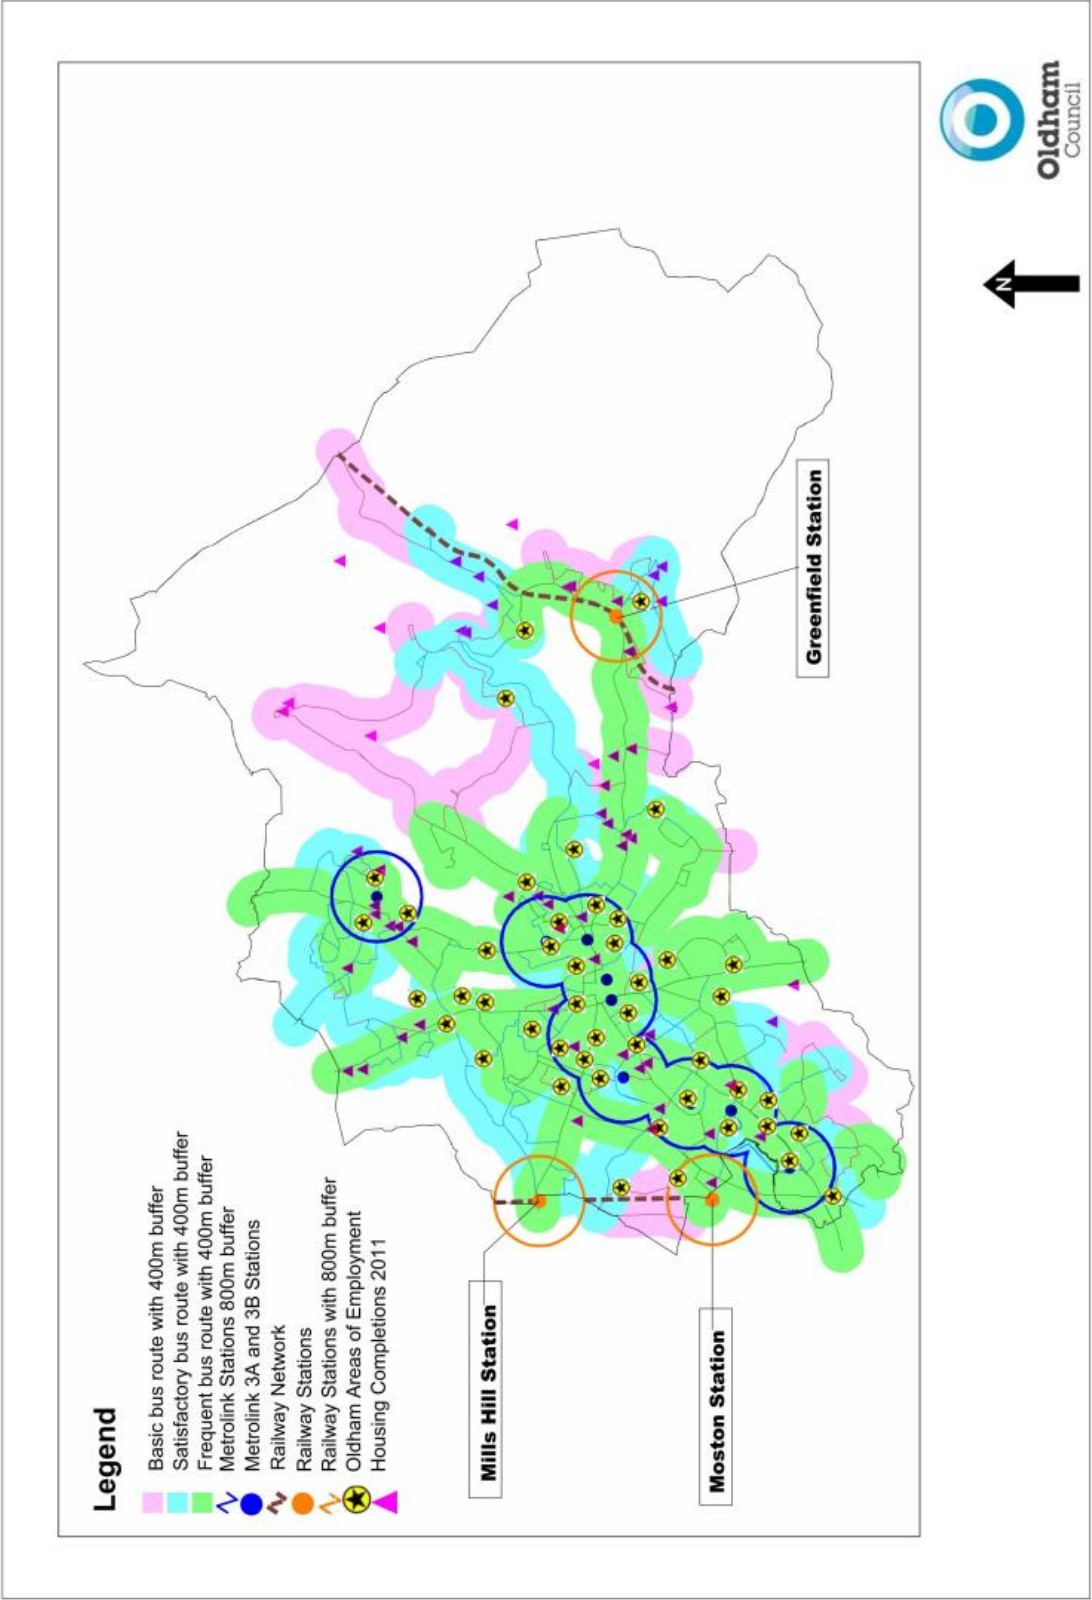 Legend
Basic bus route with 400m buffer
Satisfactory bus route with 400m buffer
Frequent bus route with 400m buffer
Metrolink Stations 800m buffer
Metrolink 3A and 3B Stations
Railway Network
Railway Stations
Railway Stations with 800m buffer
Oldham Areas of Employment
Housing Completions 2011
Mills Hill Station
Moston Station
Greenfield Station
N
Oldham
Council